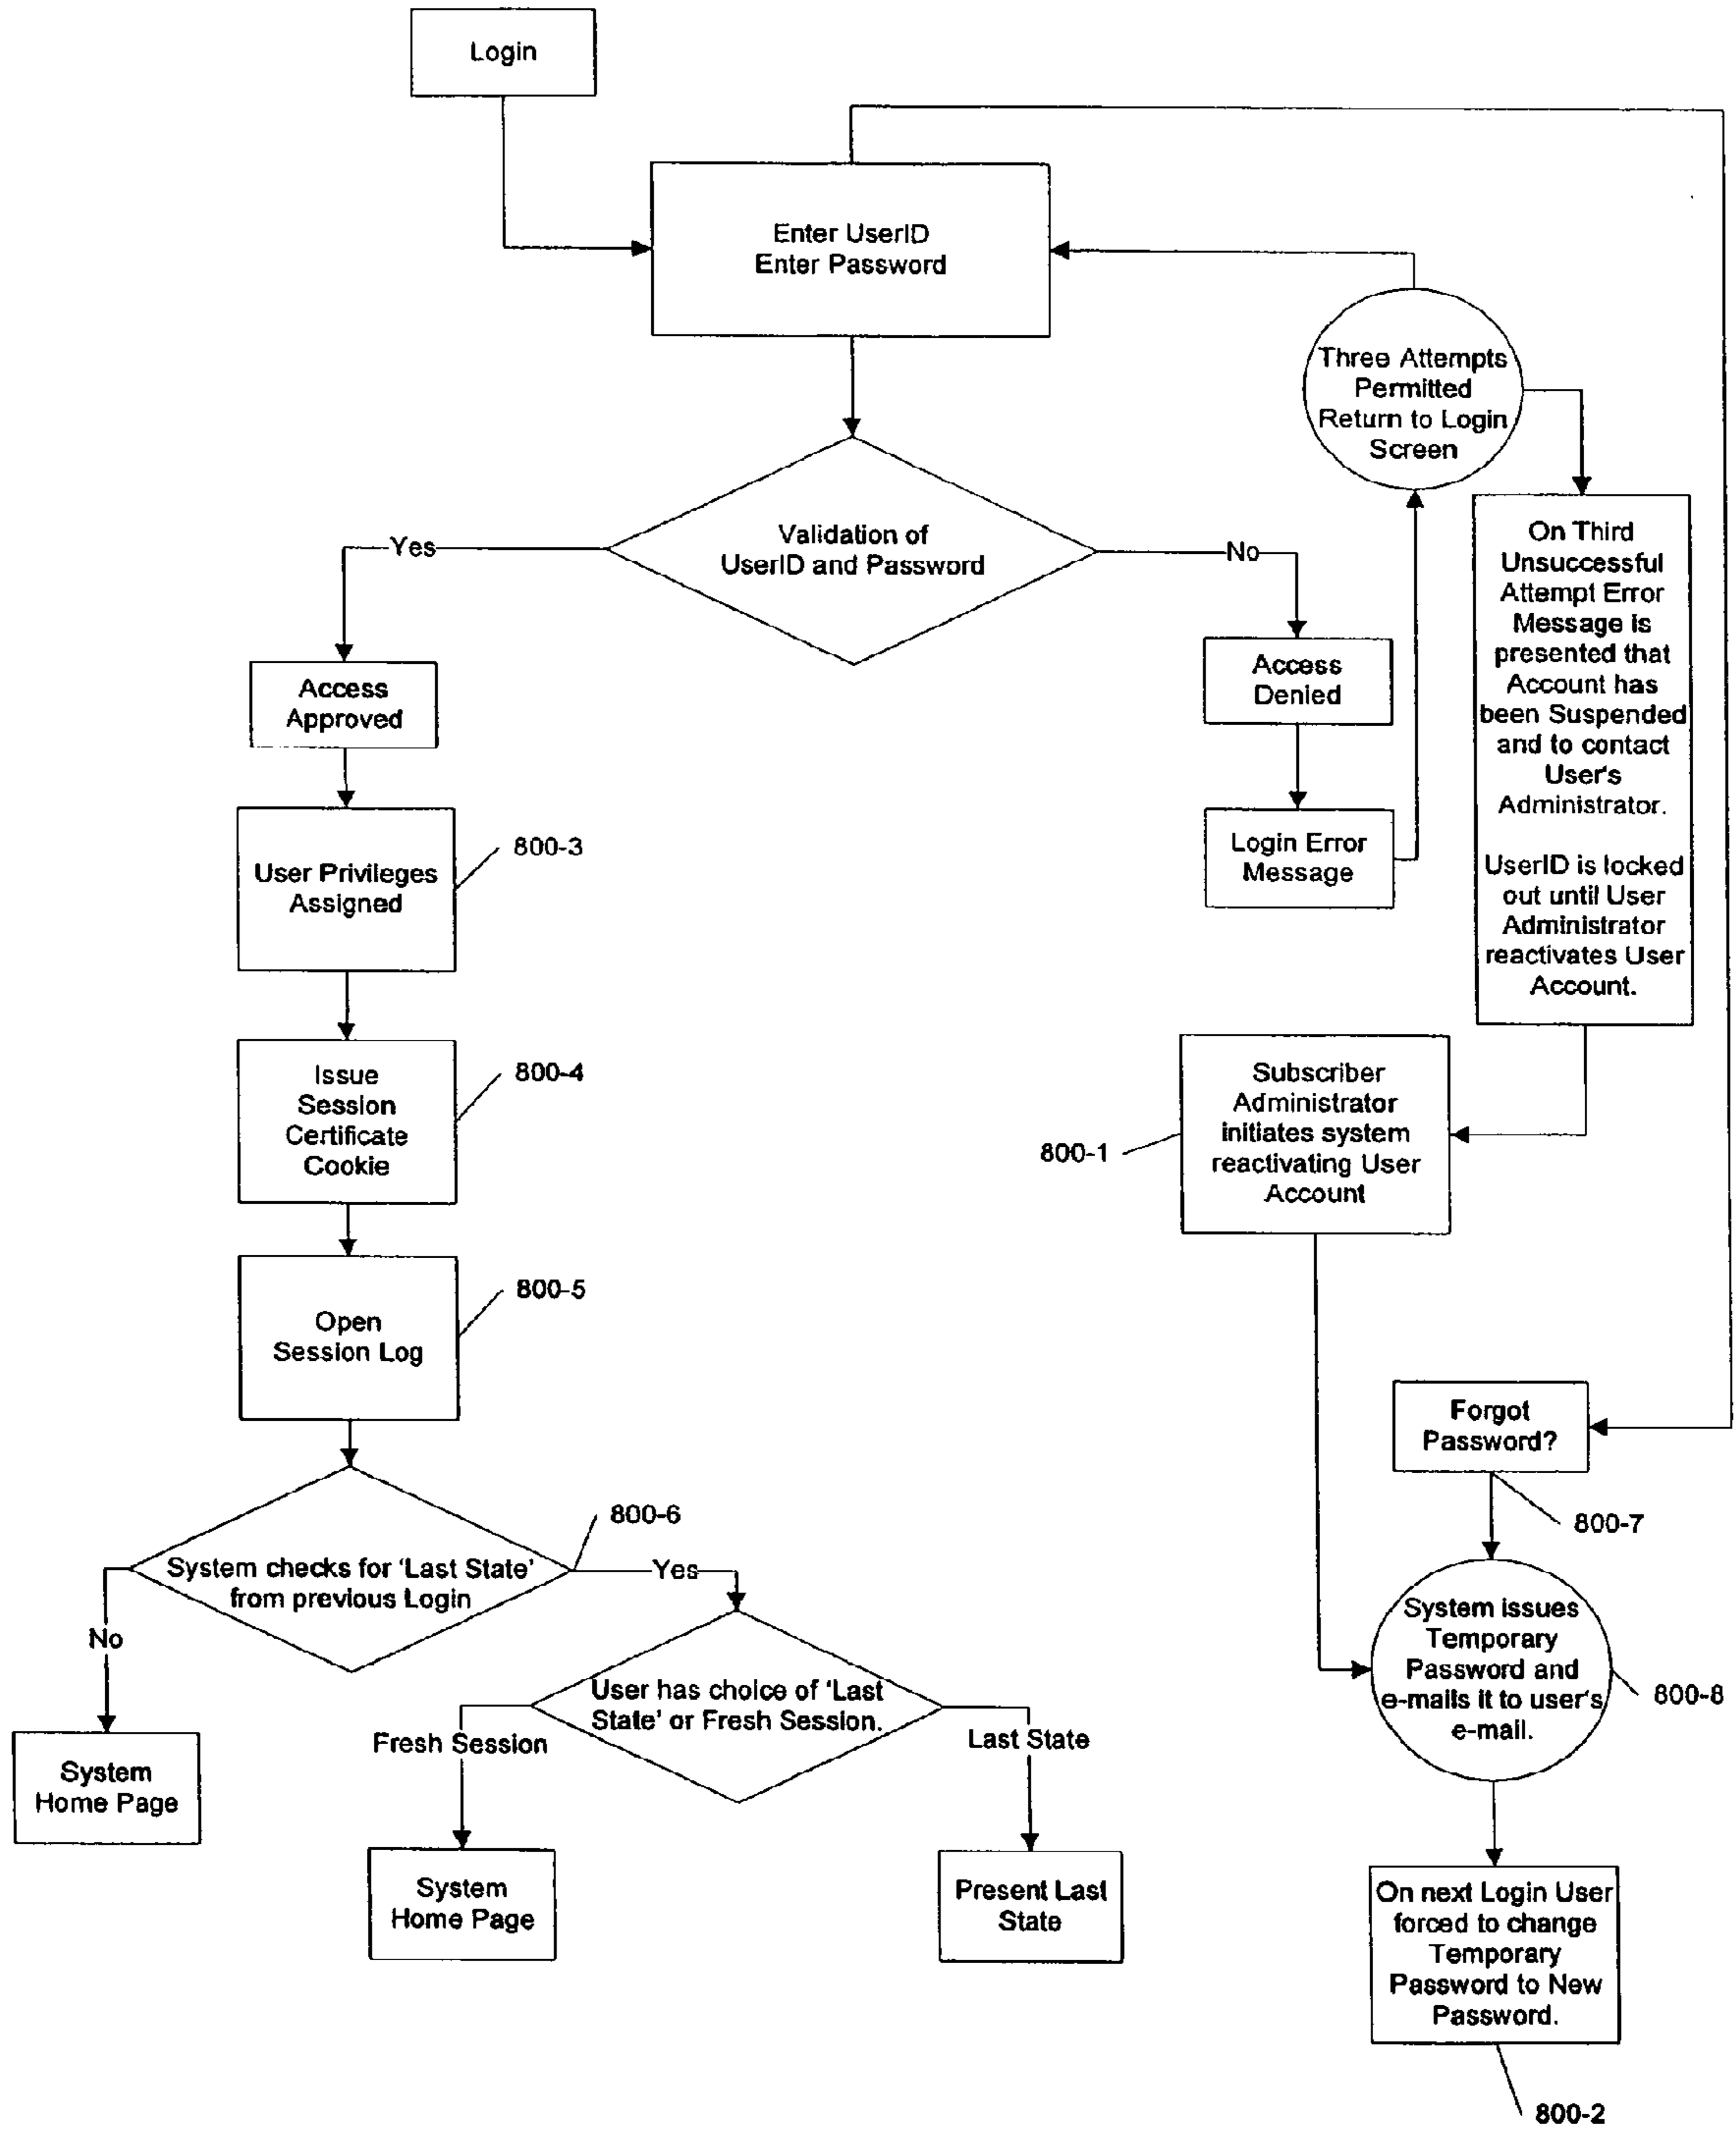 Login
Enter UserID
Enter Password
Three Attempts
Permitted
Return to Login
Screen
Validation of
UserID and Password
Yes
No
On Third
Unsuccessful
Attempt Error
Message is
presented that
Account has
been Suspended
and to contact
User's
Administrator.
UserID is locked
out until User
Administrator
reactivates User
Account.
Access
Approved
Access
Denied
User Privileges
Assigned
800-3
Login Error
Message
Issue
Session
Certificate
Cookie
800-4
Subscriber
Administrator
initiates system
reactivating User
Account
800-1
Open
Session Log
800-5
Forgot
Password?
800-7
System checks for 'Last State'
from previous Login
800-6
Yes
No
System issues
Temporary
Password and
e-mails it to user's
e-mail.
800-8
User has choice of 'Last
State' or Fresh Session.
Fresh Session
Last State
System
Home Page
System
Home Page
Present Last
State
On next Login User
forced to change
Temporary
Password to New
Password.
800-2